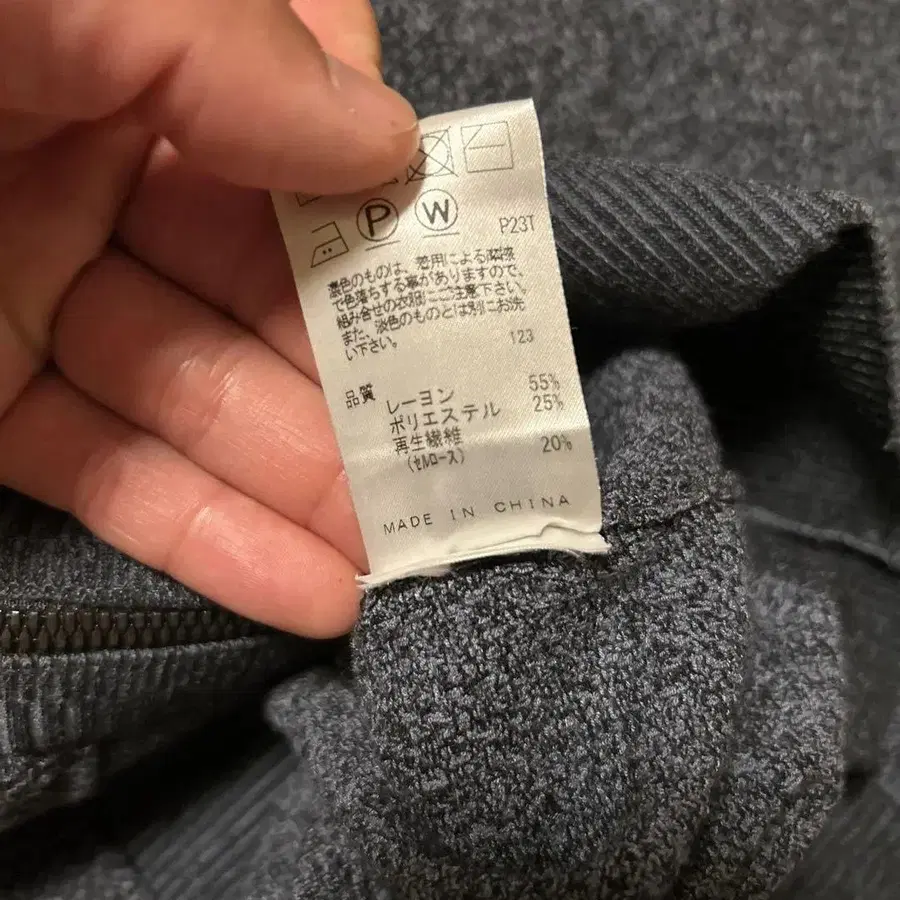 P W
P23T
濃色のものは、着用による摩擦
で色落ちする事がありますので、
組み合せの衣服にご注意下さい。
また、淡色のものとは別にお洗
い下さい。
123
品質
レーヨン 55%
ポリエステル 25%
再生繊維 20%
(セルロース)
MADE IN CHINA